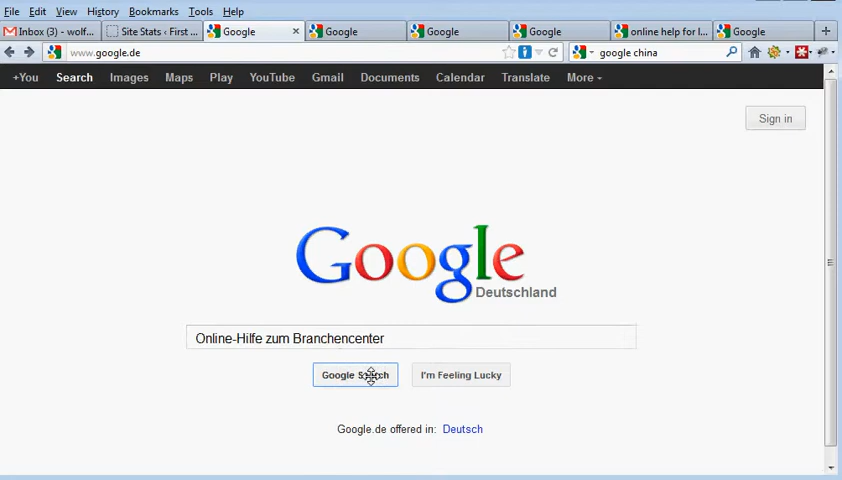 File Edit View History Bookmarks Tools Help
Inbox (3) - wolf... Site Stats ‹ First ... Google Google Google Google online help for l... Google
www.google.de google china
+You Search Images Maps Play YouTube Gmail Documents Calendar Translate More
Sign in
Google
Deutschland
Online-Hilfe zum Branchencenter
Google Search I'm Feeling Lucky
Google.de offered in: Deutsch